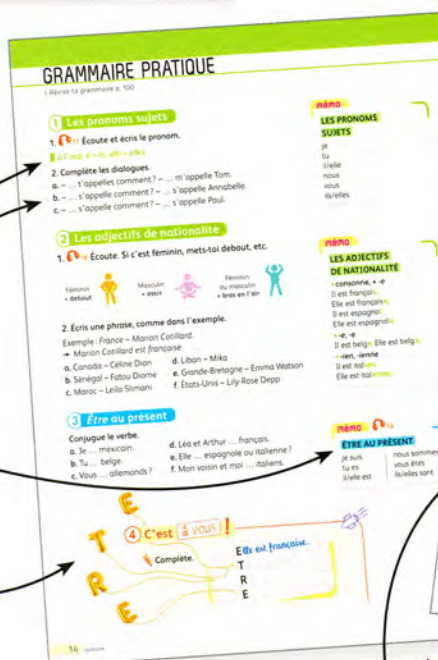 GRAMMAIRE PRATIQUE
Révise ta grammaire p. 100
1 Les pronoms sujets
1. Écoute et écris le pronom.
2. Complète les dialogues.
a. – … t'appelles comment ? – … m'appelle Tom.
b. – … s'appelle comment ? – … s'appelle Annabelle.
c. – … s'appelle comment ? – … s'appelle Paul.
mémo
LES PRONOMS
SUJETS
je
tu
il/elle
nous
vous
ils/elles
2 Les adjectifs de nationalité
1. Écoute. Si c'est féminin, mets-toi debout, etc.
Féminin
= debout
Masculin
= assis
Féminin
ou masculin
= bras en l'air
2. Écris une phrase, comme dans l'exemple.
Exemple : France – Marion Cotillard
→ Marion Cotillard est française.
a. Canada – Céline Dion
b. Sénégal – Fatou Diome
c. Maroc – Leïla Slimani
d. Liban – Mika
e. Grande-Bretagne – Emma Watson
f. États-Unis – Lily-Rose Depp
mémo
LES ADJECTIFS
DE NATIONALITÉ
consonne, + -e
Il est français.
Elle est française.
Il est espagnol.
Elle est espagnole.
-e, -e
Il est belge. Elle est belge.
-ien, -ienne
Il est italien.
Elle est italienne.
3 Être au présent
Conjugue le verbe.
a. Je … mexicain.
b. Tu … belge.
c. Vous … allemands ?
d. Léa et Arthur … français.
e. Elle … espagnole ou italienne ?
f. Mon voisin et moi … italiens.
mémo
ÊTRE AU PRÉSENT
je suis
tu es
il/elle est
nous sommes
vous êtes
ils/elles sont
4 C'est à vous !
Complète.
E
T
R
E
Elle est française.
T
R
E
14